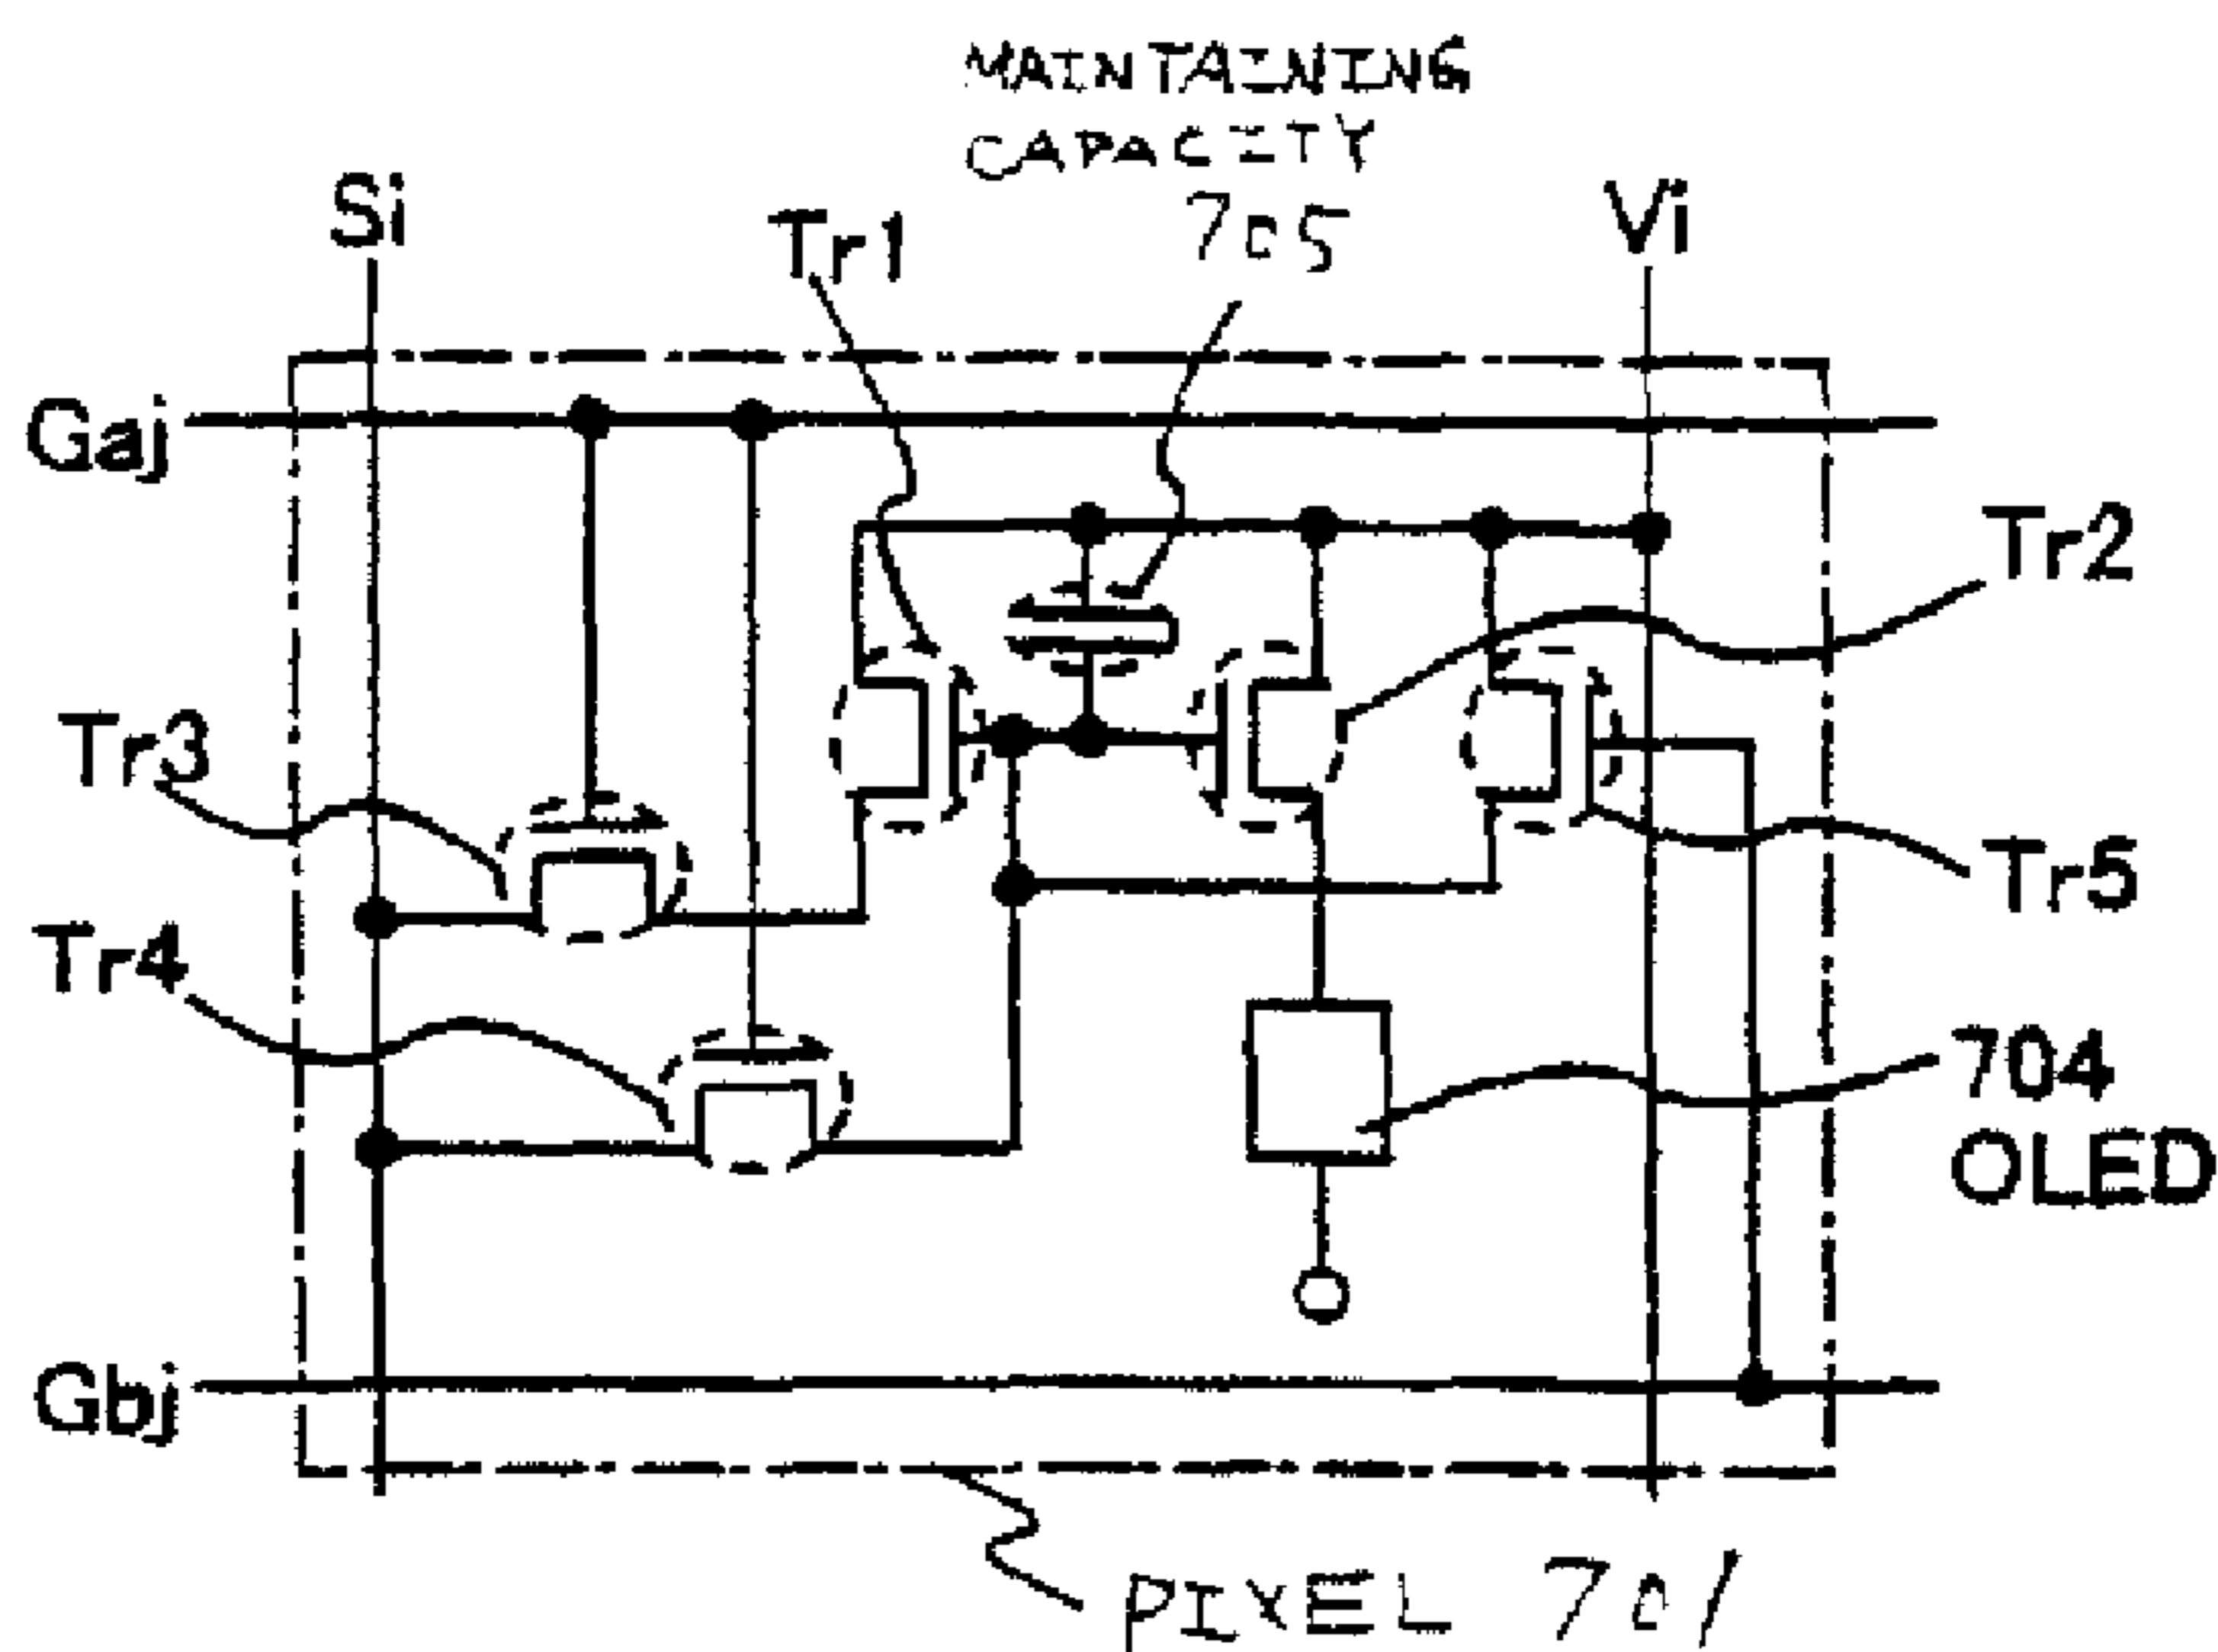 MAINTAINING
CAPACITY
705
Si
Tr1
Vi
Gaj
Tr2
Tr3
Tr5
Tr4
704
OLED
Gbj
PIXEL 701